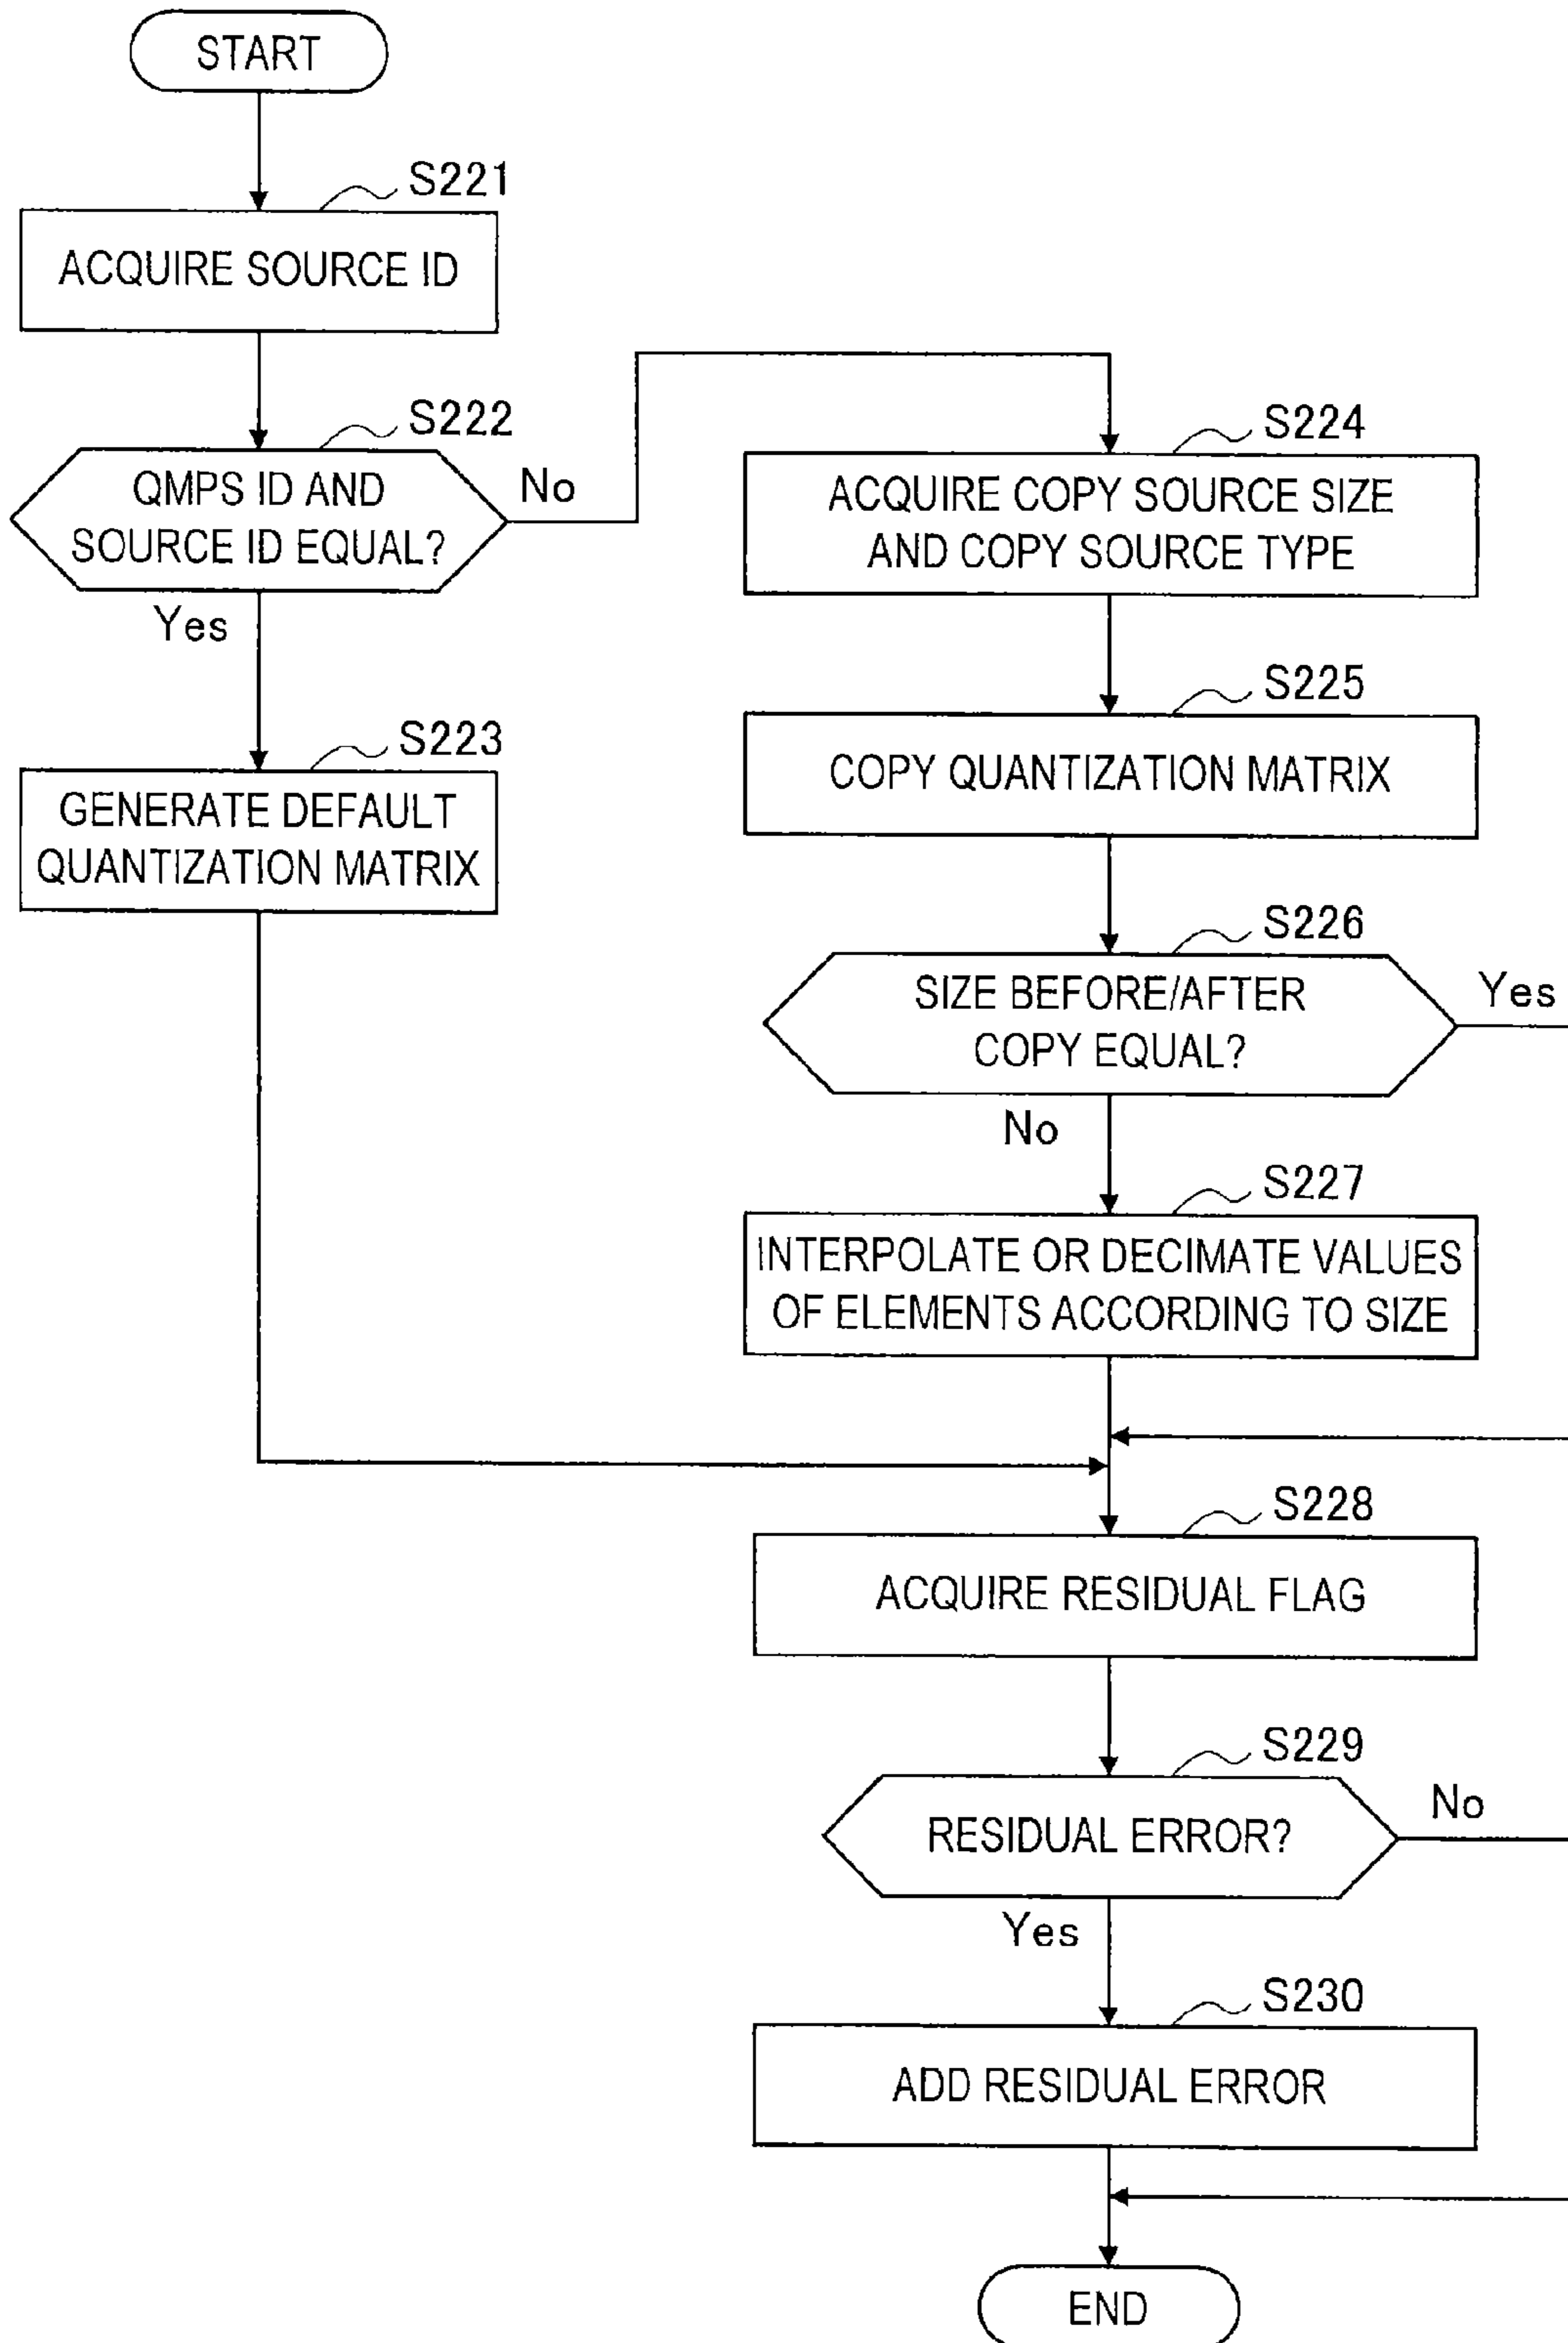 START
S221
ACQUIRE SOURCE ID
S222
QMPS ID AND
SOURCE ID EQUAL?
No
Yes
S223
GENERATE DEFAULT
QUANTIZATION MATRIX
S224
ACQUIRE COPY SOURCE SIZE
AND COPY SOURCE TYPE
S225
COPY QUANTIZATION MATRIX
S226
SIZE BEFORE/AFTER
COPY EQUAL?
Yes
No
S227
INTERPOLATE OR DECIMATE VALUES
OF ELEMENTS ACCORDING TO SIZE
S228
ACQUIRE RESIDUAL FLAG
S229
RESIDUAL ERROR?
No
Yes
S230
ADD RESIDUAL ERROR
END